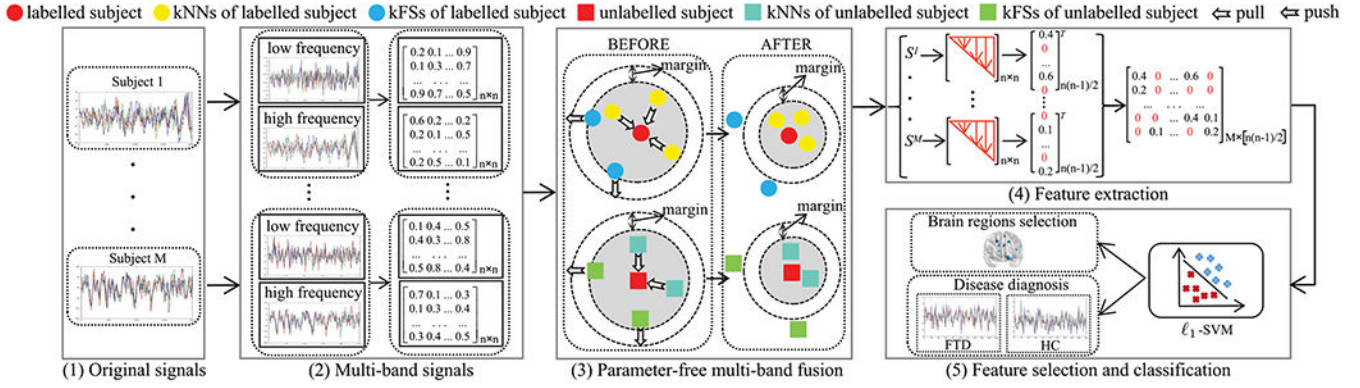 labelled subject kNNs of labelled subject kFSs of labelled subject unlabelled subject kNNs of unlabelled subject kFSs of unlabelled subject pull push
Subject 1
Subject M
(1) Original signals
low frequency
0.2 0.1 ... 0.9
0.1 0.3 ... 0.7
... ... ...
0.9 0.7 ... 0.5
n×n
high frequency
0.6 0.2 ... 0.2
0.2 0.1 ... 0.5
... ... ...
0.2 0.5 ... 0.1
n×n
low frequency
0.1 0.4 ... 0.5
0.4 0.3 ... 0.8
... ... ...
0.5 0.8 ... 0.4
n×n
high frequency
0.7 0.1 ... 0.3
0.1 0.3 ... 0.4
... ... ...
0.3 0.4 ... 0.5
n×n
(2) Multi-band signals
BEFORE AFTER
margin margin
margin margin
(3) Parameter-free multi-band fusion
S^1
n×n
0.4
0
...
0.6
0
T
n(n-1)/2
S^M
n×n
0
0.1
...
0
0.2
T
n(n-1)/2
0.4 0 ... 0.6 0
0.2 0 ... 0 0
... ... ... ...
0 0 ... 0.4 0.1
0 0.1 ... 0 0.2
M×[n(n-1)/2]
(4) Feature extraction
Brain regions selection
Disease diagnosis
FTD HC
ℓ₁-SVM
(5) Feature selection and classification